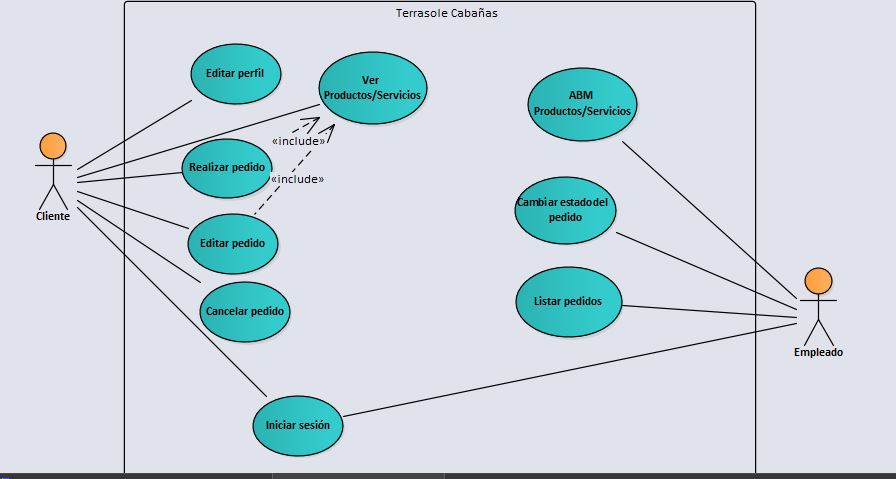 Terrasole Cabañas
Editar perfil
Ver
Productos/Servicios
ABM
Productos/Servicios
«include»
Realizar pedido
«include»
Cliente
Cambiar estado del
pedido
Editar pedido
Listar pedidos
Cancelar pedido
Empleado
Iniciar sesión